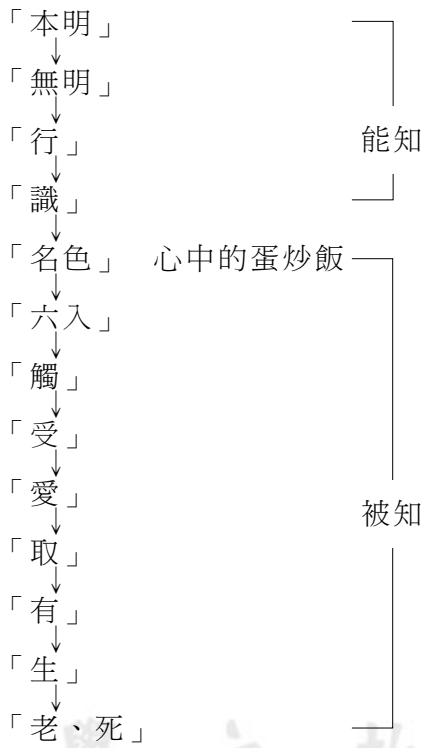 「本明」
「無明」
「行」
能知
「識」
「名色」 心中的蛋炒飯
「六入」
「觸」
「受」
「愛」
被知
「取」
「有」
「生」
「老、死」